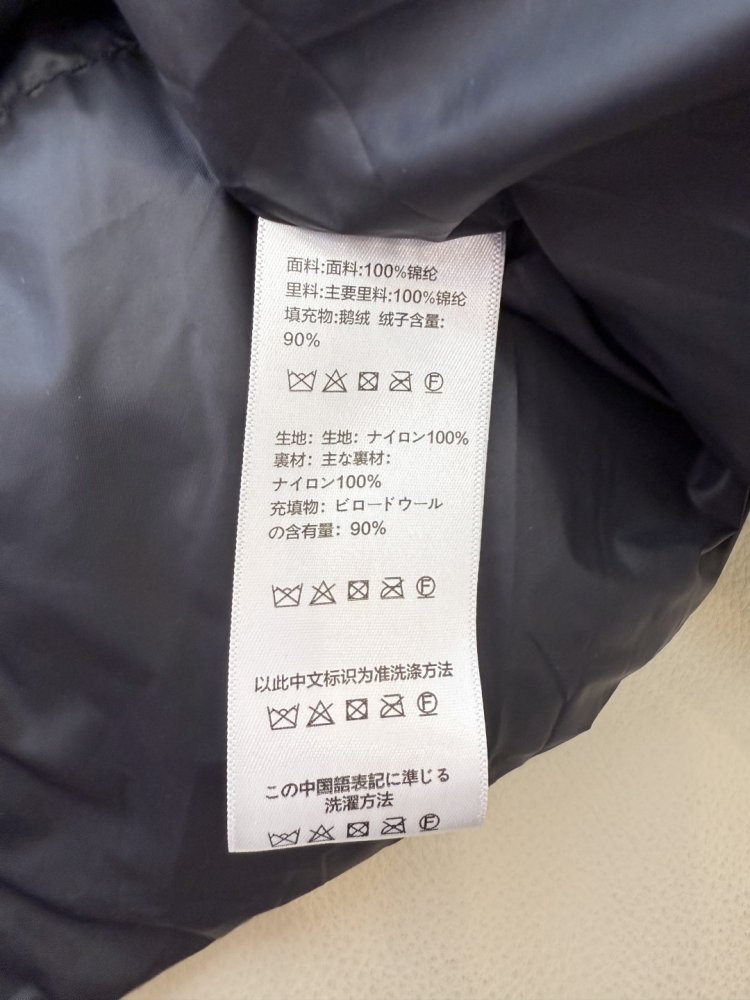 面料:面料:100%锦纶
里料:主要里料:100%锦纶
填充物:鹅绒 绒子含量:
90%
生地: 生地: ナイロン100%
裏材: 主な裏材:
ナイロン100%
充填物: ビロードウール
の含有量: 90%
以此中文标识为准洗涤方法
この中国語表記に準じる
洗濯方法